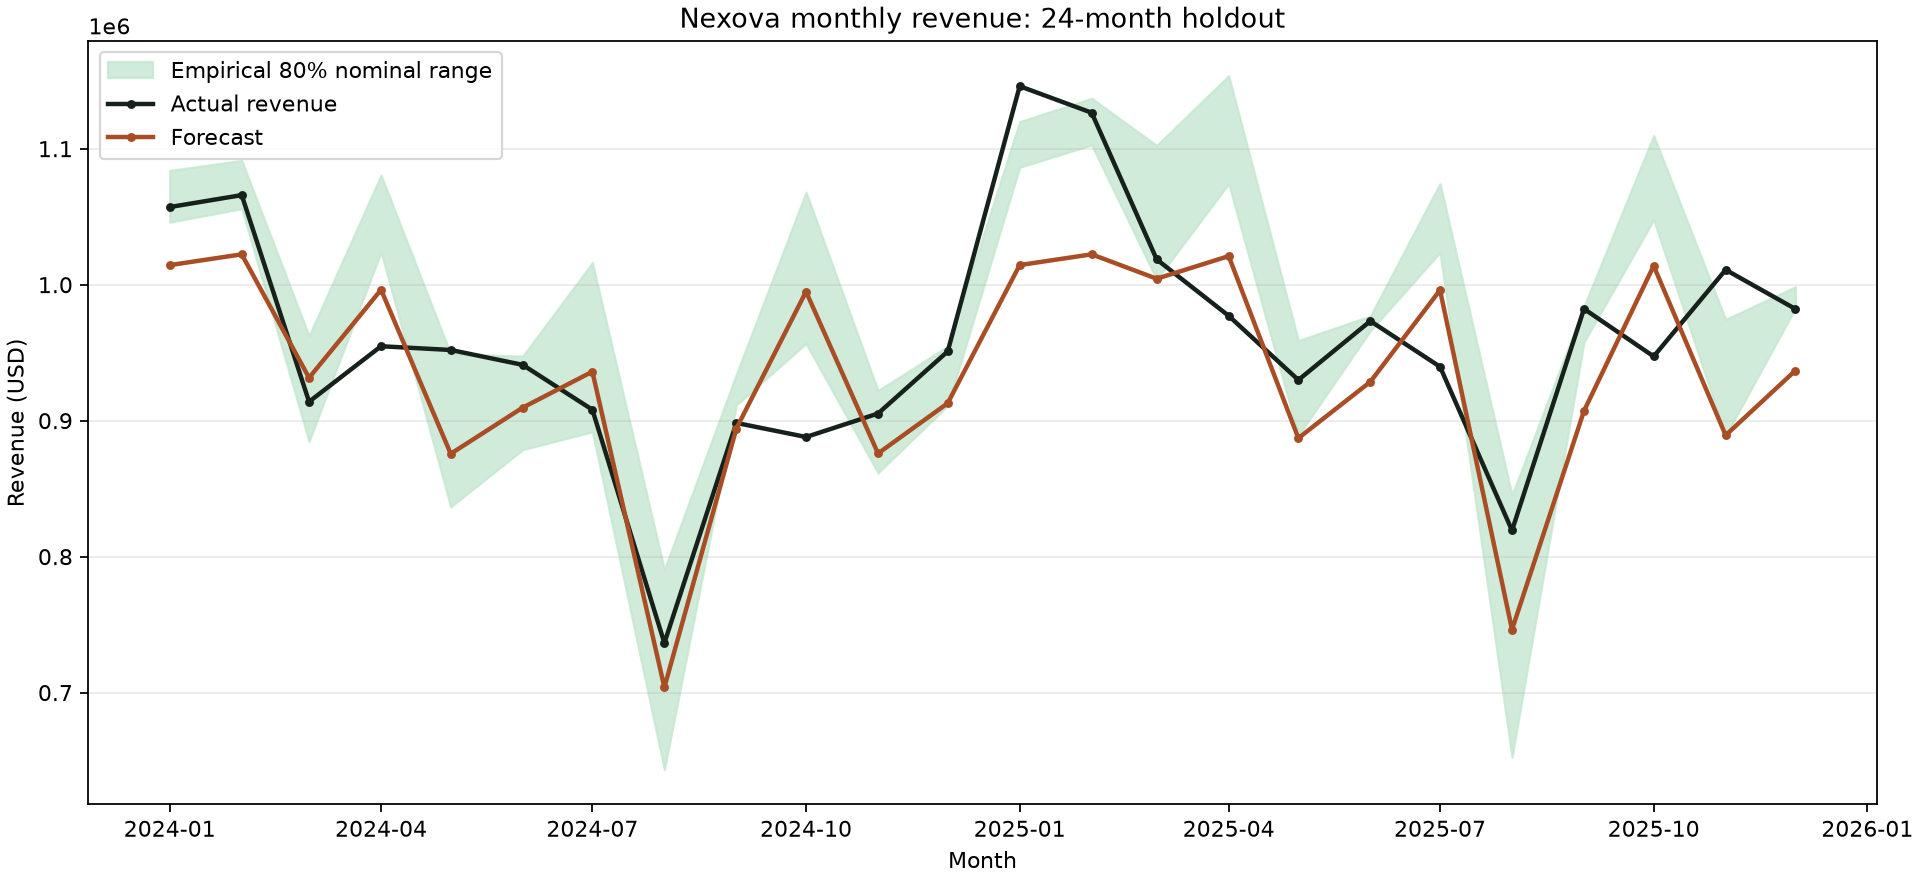 Nexova monthly revenue: 24-month holdout
1e6
Empirical 80% nominal range
Actual revenue
Forecast
1.1
1.0
0.9
0.8
0.7
Revenue (USD)
2024-01 2024-04 2024-07 2024-10 2025-01 2025-04 2025-07 2025-10 2026-01
Month